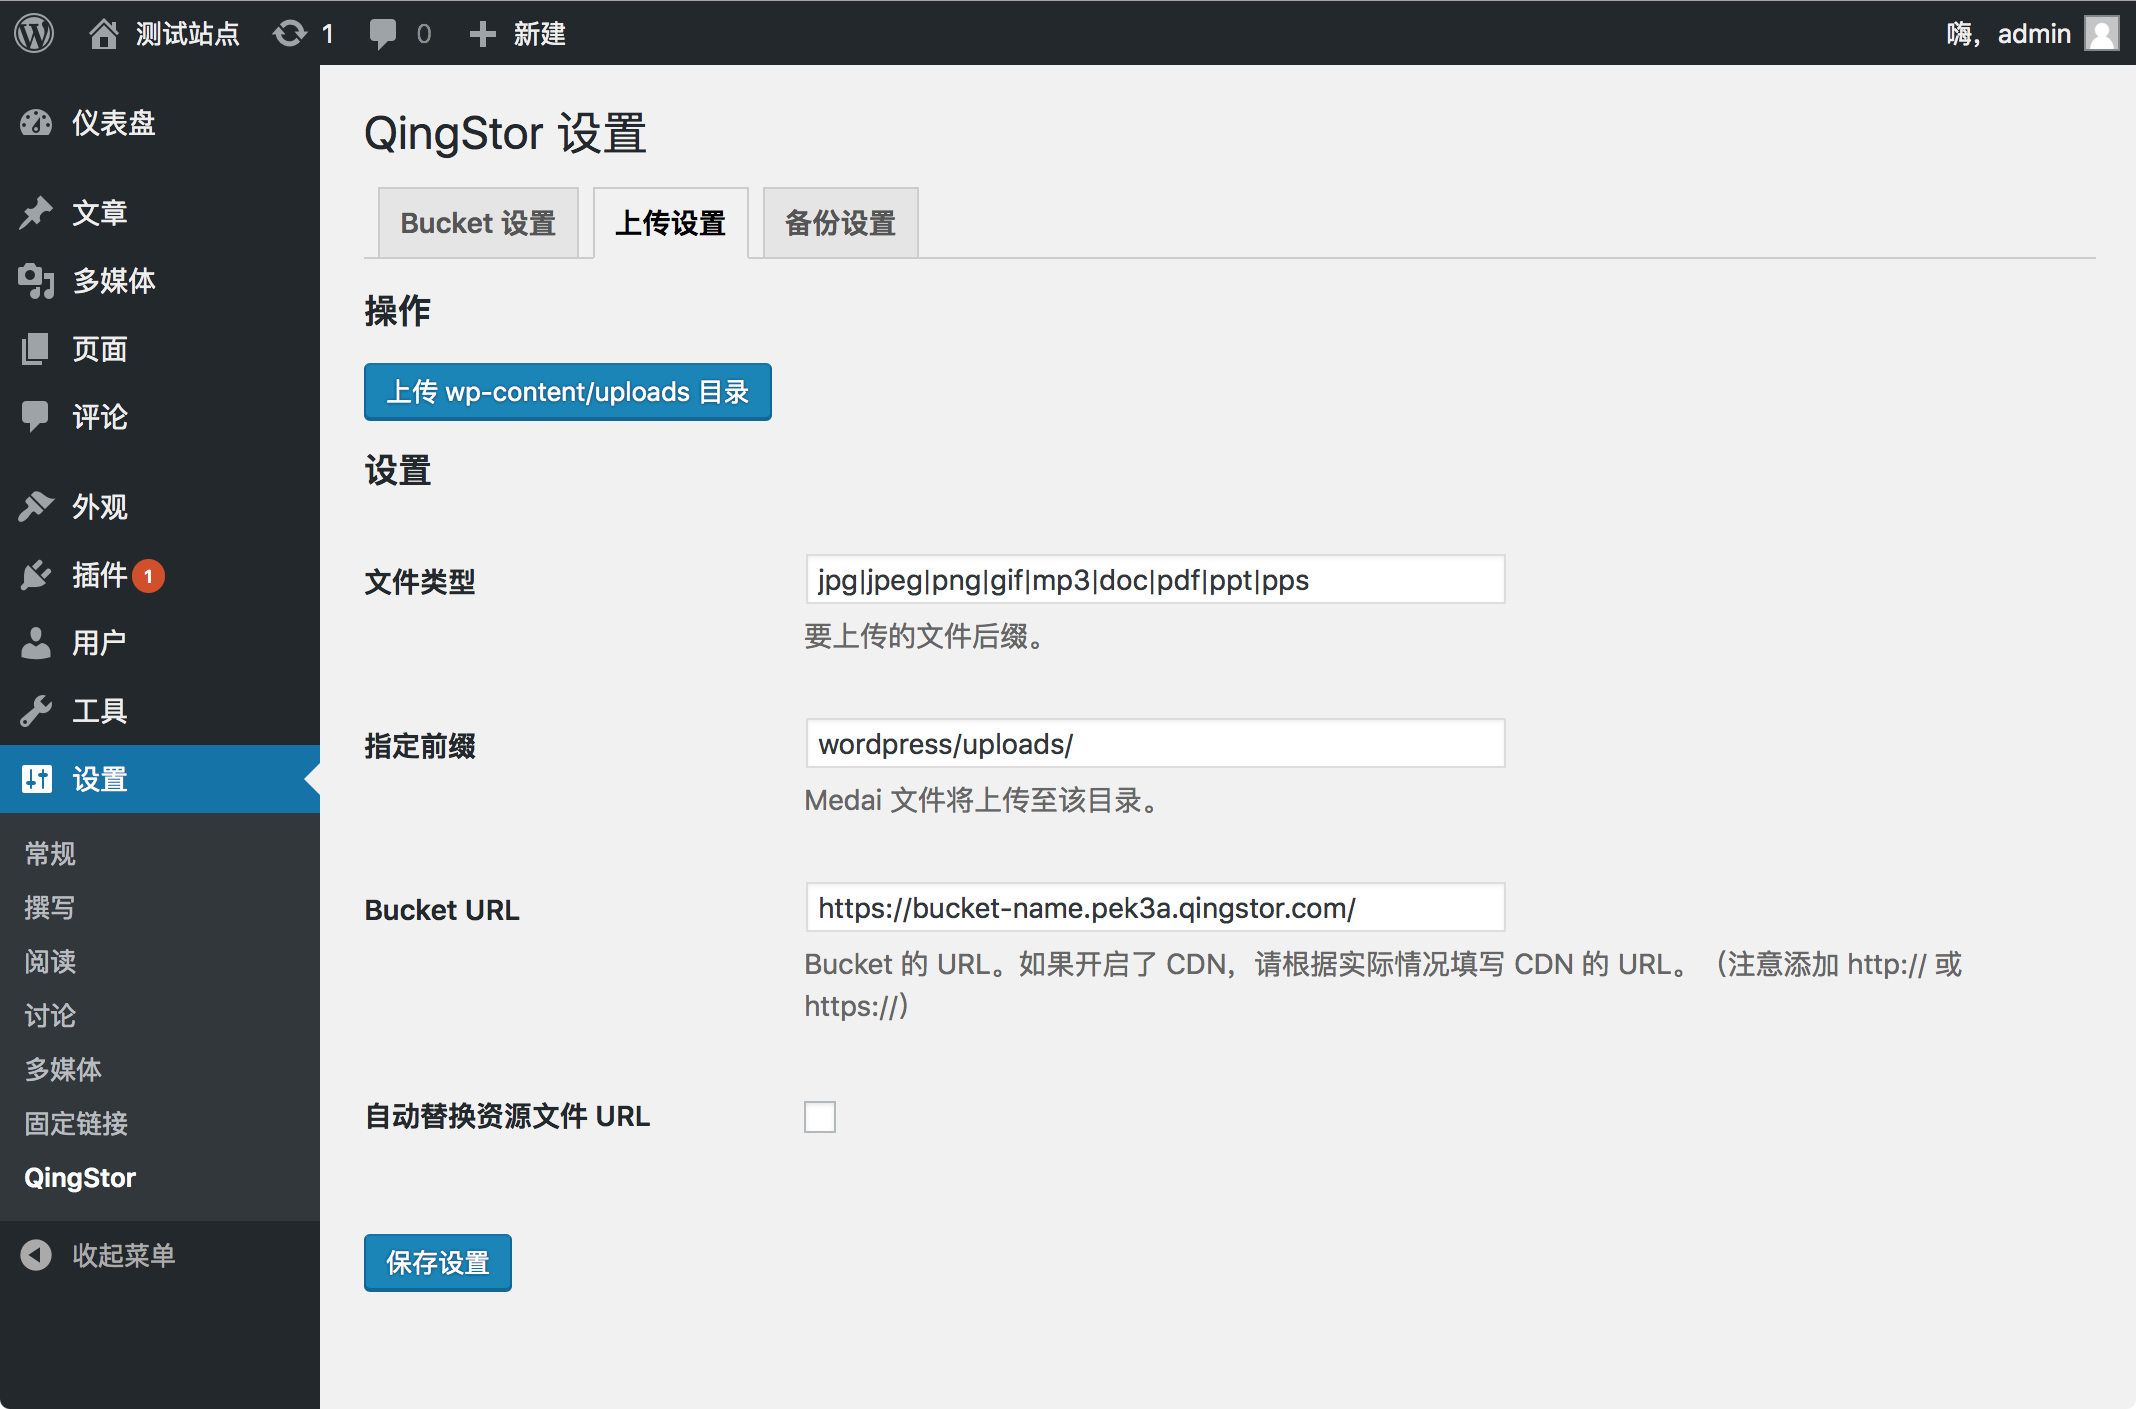 测试站点 1 0 新建 嗨，admin
仪表盘
文章
多媒体
页面
评论
外观
插件 1
用户
工具
设置
常规
撰写
阅读
讨论
多媒体
固定链接
QingStor
收起菜单
QingStor 设置
Bucket 设置 上传设置 备份设置
操作
上传 wp-content/uploads 目录
设置
文件类型 jpg|jpeg|png|gif|mp3|doc|pdf|ppt|pps
要上传的文件后缀。
指定前缀 wordpress/uploads/
Medai 文件将上传至该目录。
Bucket URL https://bucket-name.pek3a.qingstor.com/
Bucket 的 URL。如果开启了 CDN，请根据实际情况填写 CDN 的 URL。（注意添加 http:// 或
https://）
自动替换资源文件 URL
保存设置